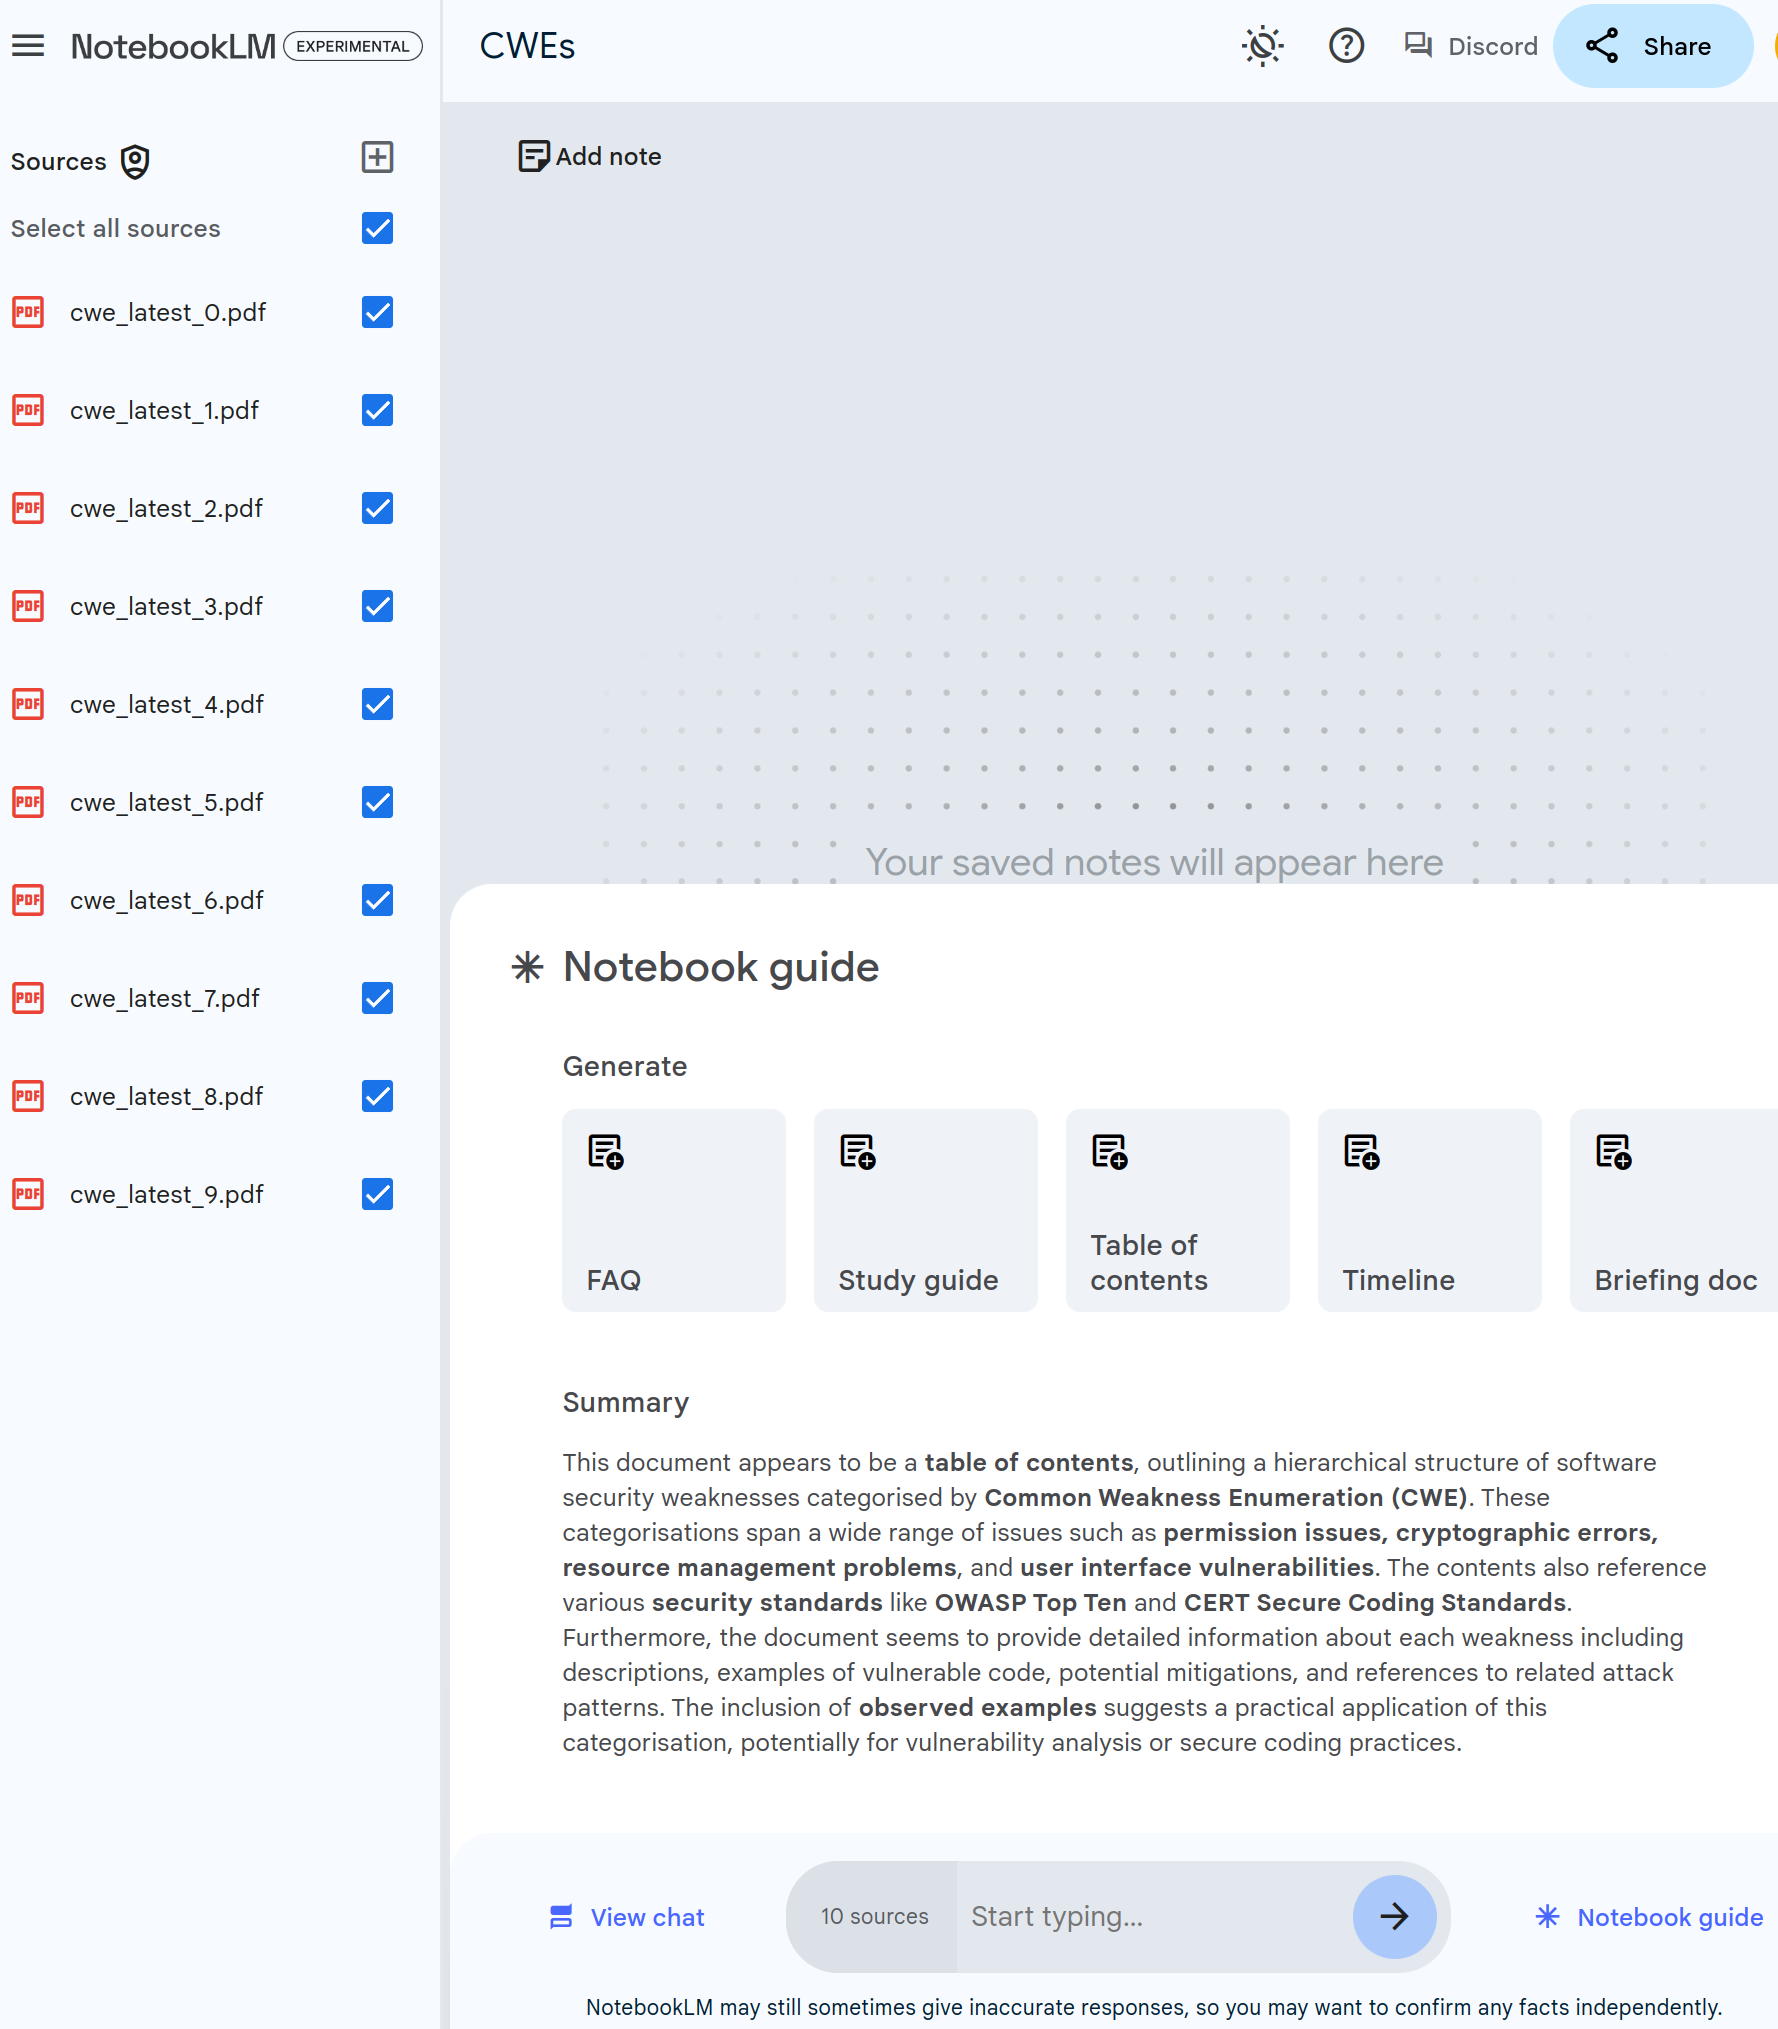 NotebookLM EXPERIMENTAL
CWEs
Discord
Share
Sources
Select all sources
PDF cwe_latest_0.pdf
PDF cwe_latest_1.pdf
PDF cwe_latest_2.pdf
PDF cwe_latest_3.pdf
PDF cwe_latest_4.pdf
PDF cwe_latest_5.pdf
PDF cwe_latest_6.pdf
PDF cwe_latest_7.pdf
PDF cwe_latest_8.pdf
PDF cwe_latest_9.pdf
Add note
Your saved notes will appear here
Notebook guide
Generate
FAQ
Study guide
Table of
contents
Timeline
Briefing doc
Summary
This document appears to be a table of contents, outlining a hierarchical structure of software
security weaknesses categorised by Common Weakness Enumeration (CWE). These
categorisations span a wide range of issues such as permission issues, cryptographic errors,
resource management problems, and user interface vulnerabilities. The contents also reference
various security standards like OWASP Top Ten and CERT Secure Coding Standards.
Furthermore, the document seems to provide detailed information about each weakness including
descriptions, examples of vulnerable code, potential mitigations, and references to related attack
patterns. The inclusion of observed examples suggests a practical application of this
categorisation, potentially for vulnerability analysis or secure coding practices.
View chat
10 sources
Start typing...
Notebook guide
NotebookLM may still sometimes give inaccurate responses, so you may want to confirm any facts independently.